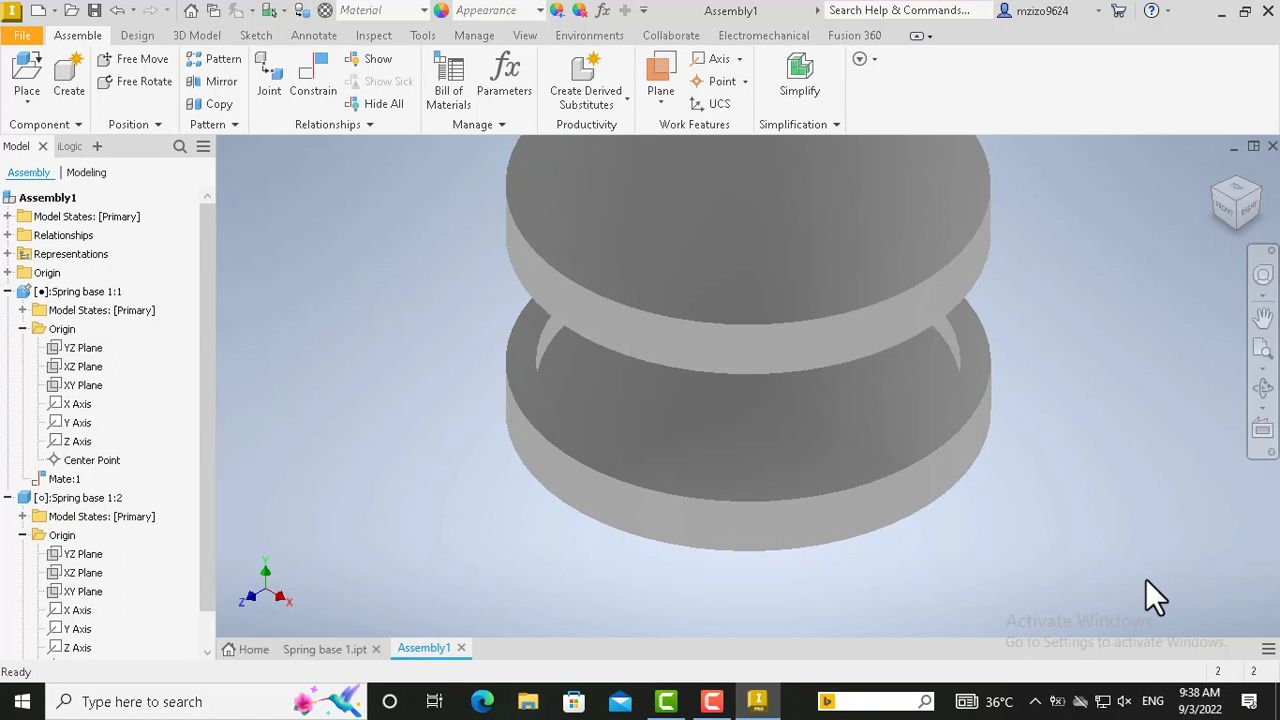 Material
Appearance
Assembly1
Search Help & Commands...
mzizo9624
File
Assemble
Design
3D Model
Sketch
Annotate
Inspect
Tools
Manage
View
Environments
Collaborate
Electromechanical
Fusion 360
Place
Create
Free Move
Free Rotate
Pattern
Mirror
Copy
Joint
Constrain
Show
Show Sick
Hide All
Bill of
Materials
Parameters
Create Derived
Substitutes
Plane
Axis
Point
UCS
Simplify
Component
Position
Pattern
Relationships
Manage
Productivity
Work Features
Simplification
Model
iLogic
Assembly
Modeling
Assembly1
Model States: [Primary]
Relationships
Representations
Origin
[●]:Spring base 1:1
Model States: [Primary]
Origin
YZ Plane
XZ Plane
XY Plane
X Axis
Y Axis
Z Axis
Center Point
Mate:1
[○]:Spring base 1:2
Model States: [Primary]
Origin
YZ Plane
XZ Plane
XY Plane
X Axis
Y Axis
Z Axis
TOP
FRONT
RIGHT
Y
Z
X
Activate Windows
Go to Settings to activate Windows.
Home
Spring base 1.ipt
Assembly1
Ready
2
2
Type here to search
36°C
ENG
9:38 AM
9/3/2022